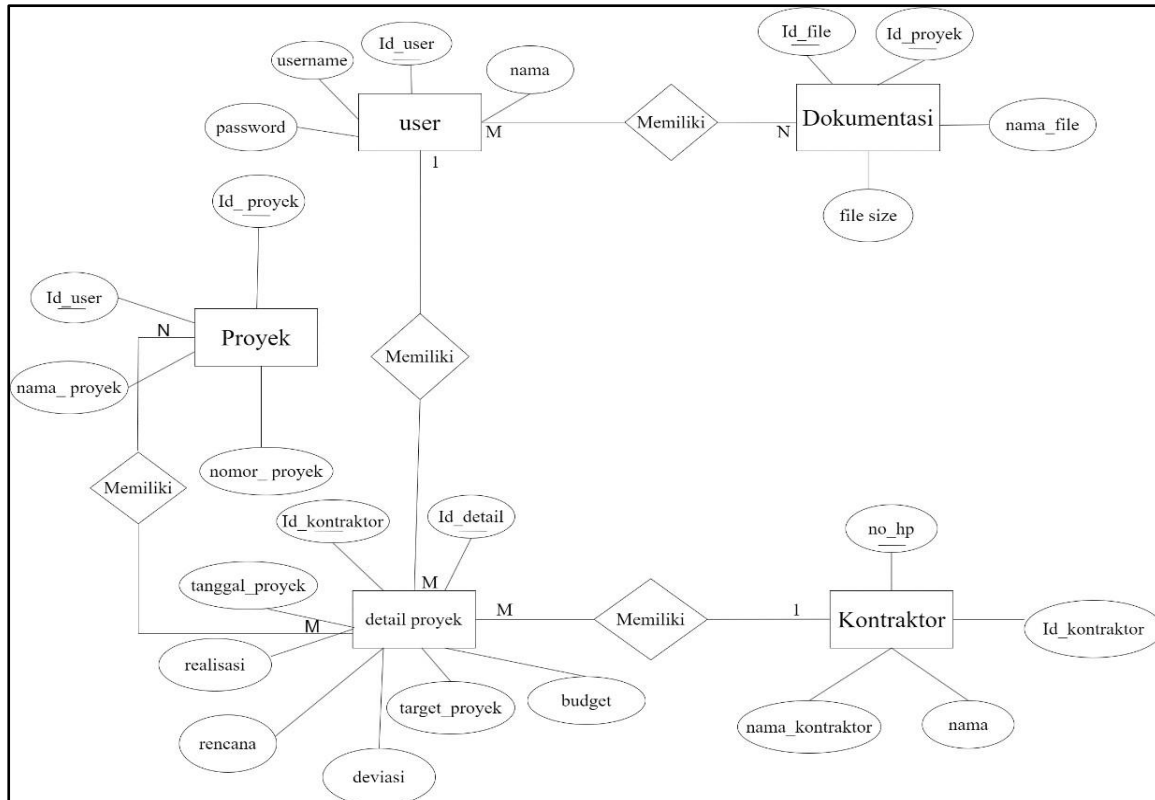 Id_file
Id_proyek
Id_user
username
nama
user
M
Memiliki
N
Dokumentasi
password
nama_file
1
Id_ proyek
file size
Id_user
N
Proyek
Memiliki
nama_ proyek
nomor_ proyek
Memiliki
Id_kontraktor
Id_detail
no_hp
tanggal_proyek
M
M
detail proyek
M
Memiliki
1
Kontraktor
Id_kontraktor
realisasi
target_proyek
budget
nama_kontraktor
nama
rencana
deviasi